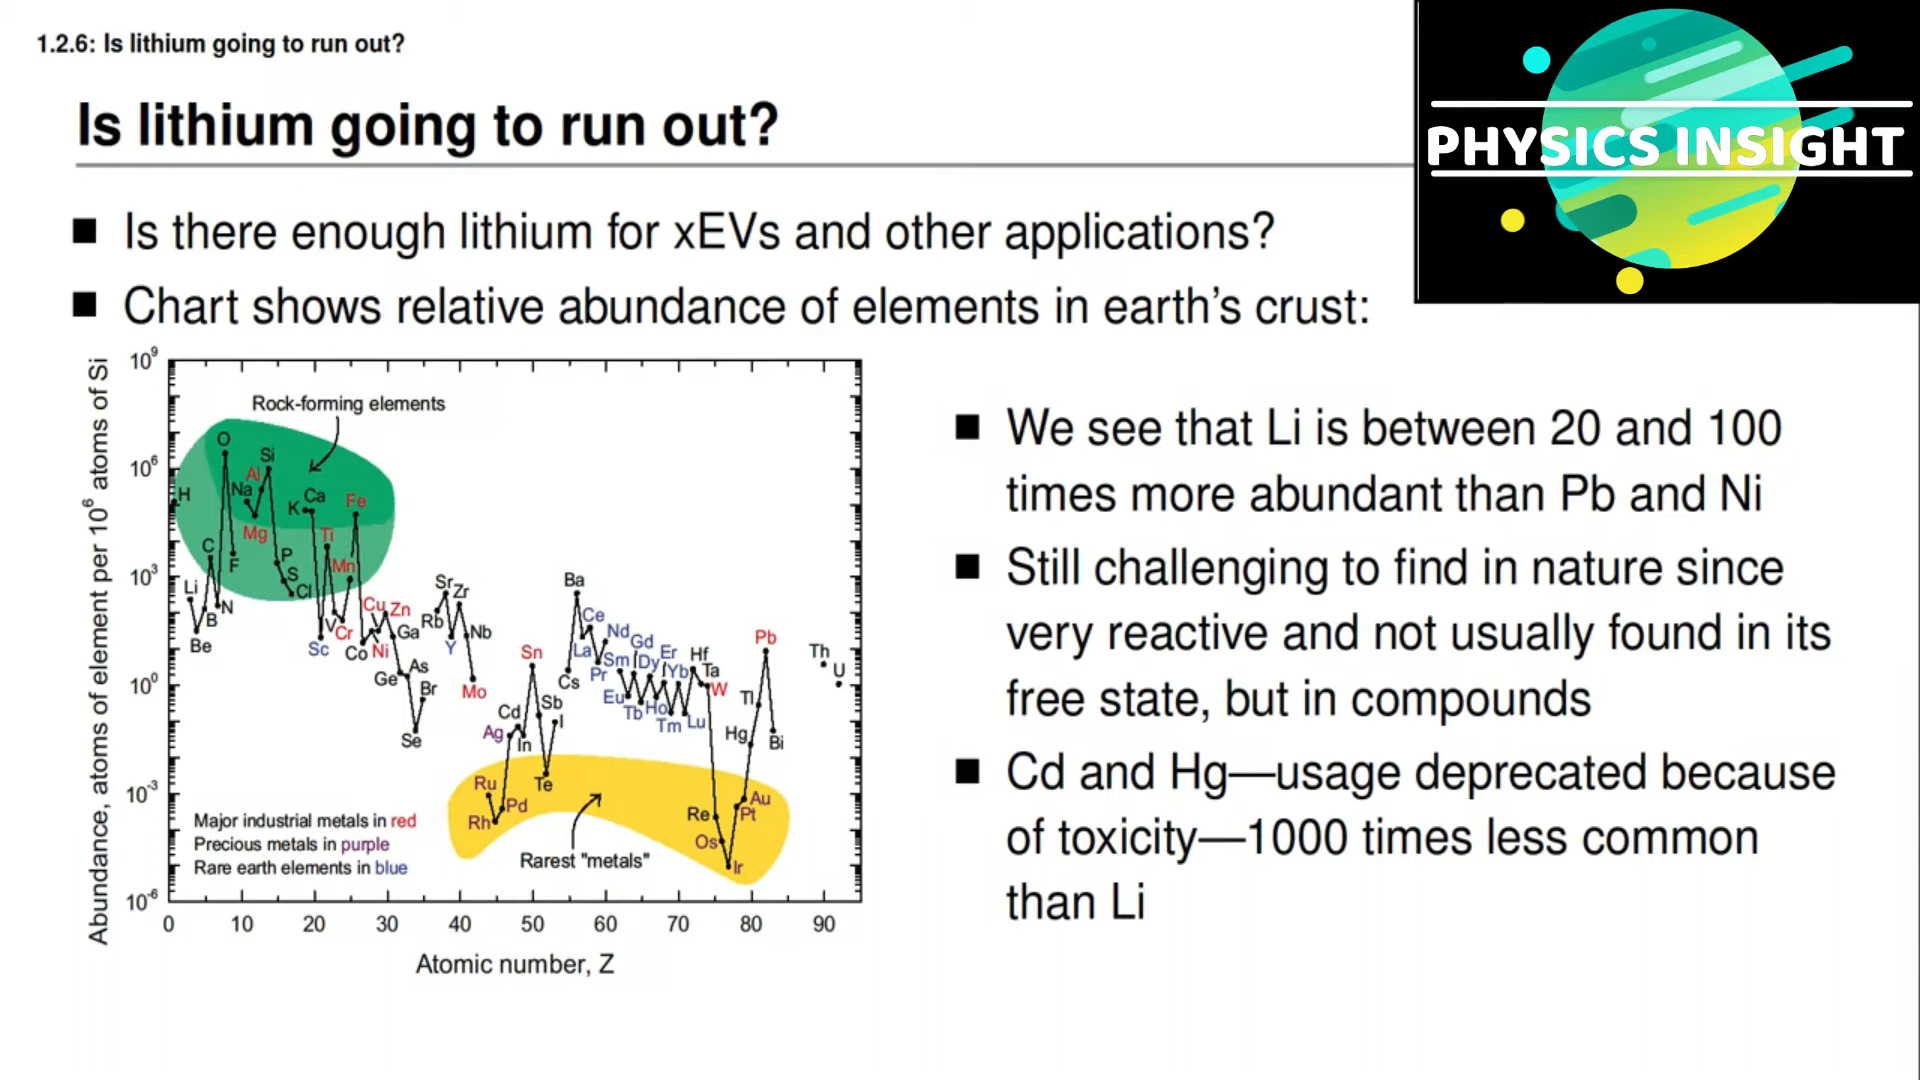 1.2.6: Is lithium going to run out?
PHYSICS INSIGHT
Is lithium going to run out?
■ Is there enough lithium for xEVs and other applications?
■ Chart shows relative abundance of elements in earth's crust:
Abundance, atoms of element per 10⁶ atoms of Si
10⁹
10⁶
10³
10⁰
10⁻³
10⁻⁶
Rock-forming elements
H
Li
Be
B
C
N
O
F
Na
Mg
Al
Si
P
S
Cl
K
Ca
Sc
Ti
V
Cr
Mn
Fe
Co
Ni
Cu
Zn
Ga
Ge
As
Se
Br
Rb
Sr
Y
Zr
Nb
Mo
Ru
Rh
Pd
Ag
Cd
In
Sn
Sb
Te
I
Cs
Ba
La
Ce
Pr
Nd
Sm
Eu
Gd
Tb
Dy
Ho
Er
Tm
Yb
Lu
Hf
Ta
W
Re
Os
Ir
Pt
Au
Hg
Tl
Pb
Bi
Th
U
Rarest "metals"
Major industrial metals in red
Precious metals in purple
Rare earth elements in blue
0 10 20 30 40 50 60 70 80 90
Atomic number, Z
■ We see that Li is between 20 and 100
times more abundant than Pb and Ni
■ Still challenging to find in nature since
very reactive and not usually found in its
free state, but in compounds
■ Cd and Hg—usage deprecated because
of toxicity—1000 times less common
than Li